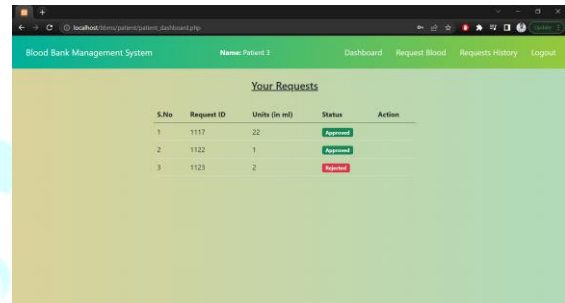 localhost/bbms/patient/patient_dashboard.php
Update
Blood Bank Management System Name: Patient 3 Dashboard Request Blood Requests History Logout
Your Requests
S.No Request ID Units (in ml) Status Action
1 1117 22 Approved
2 1122 1 Approved
3 1123 2 Rejected